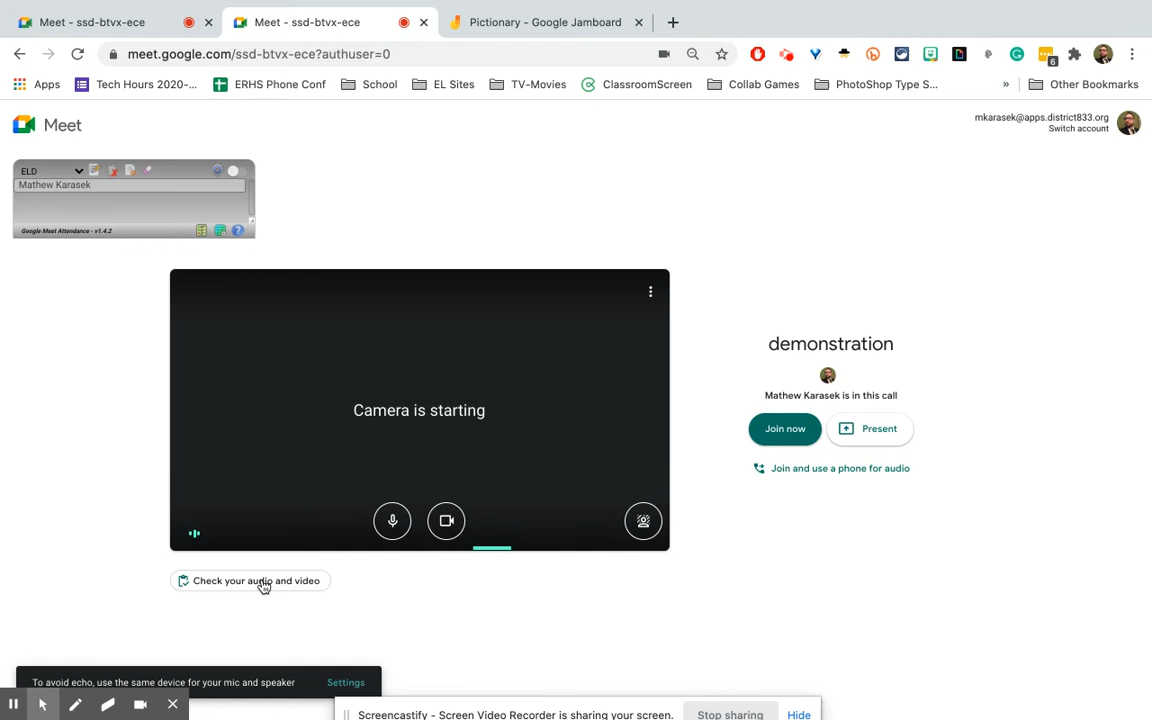 Meet - ssd-btvx-ece
Meet - ssd-btvx-ece
Pictionary - Google Jamboard
meet.google.com/ssd-btvx-ece?authuser=0
6
Apps
Tech Hours 2020-...
ERHS Phone Conf
School
EL Sites
TV-Movies
ClassroomScreen
Collab Games
PhotoShop Type S...
»
Other Bookmarks
Meet
mkarasek@apps.district833.org
Switch account
ELD
Mathew Karasek
Google Meet Attendance - v1.4.2
Camera is starting
demonstration
Mathew Karasek is in this call
Join now
Present
Join and use a phone for audio
Check your audio and video
To avoid echo, use the same device for your mic and speaker
Settings
Screencastify - Screen Video Recorder is sharing your screen.
Stop sharing
Hide